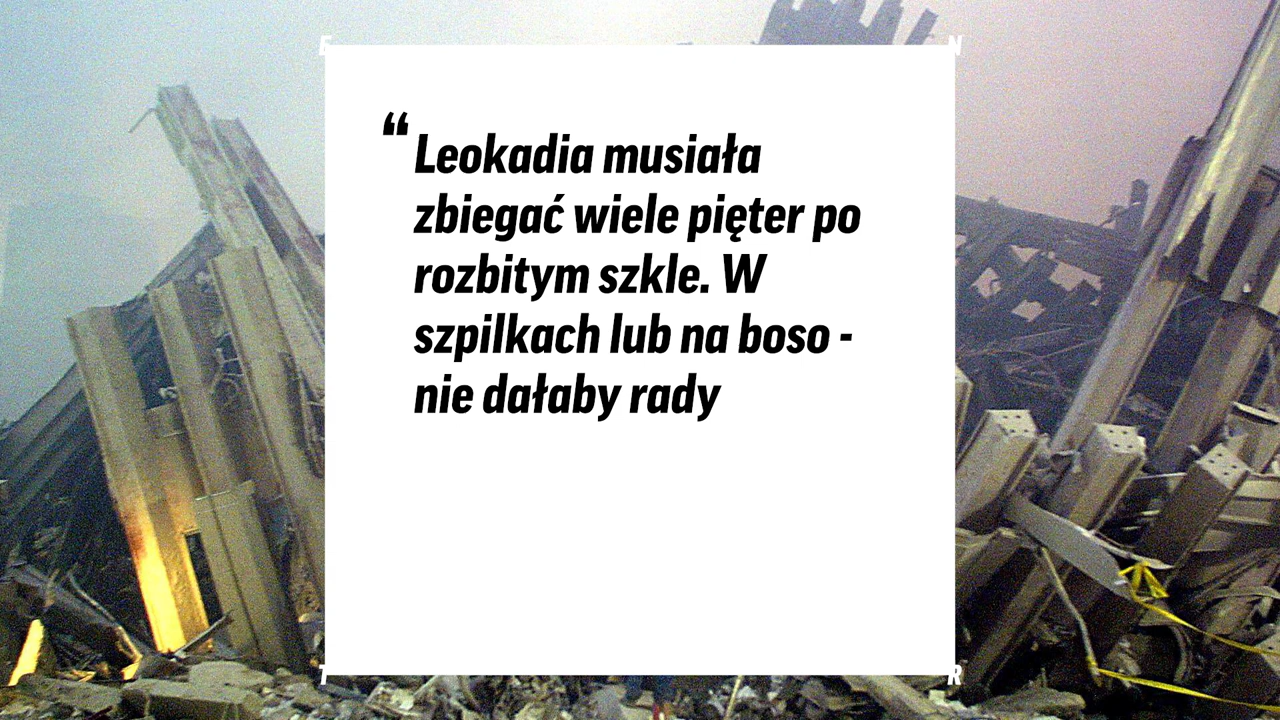 E N
“Leokadia musiała
zbiegać wiele pięter po
rozbitym szkle. W
szpilkach lub na boso -
nie dałaby rady
T R